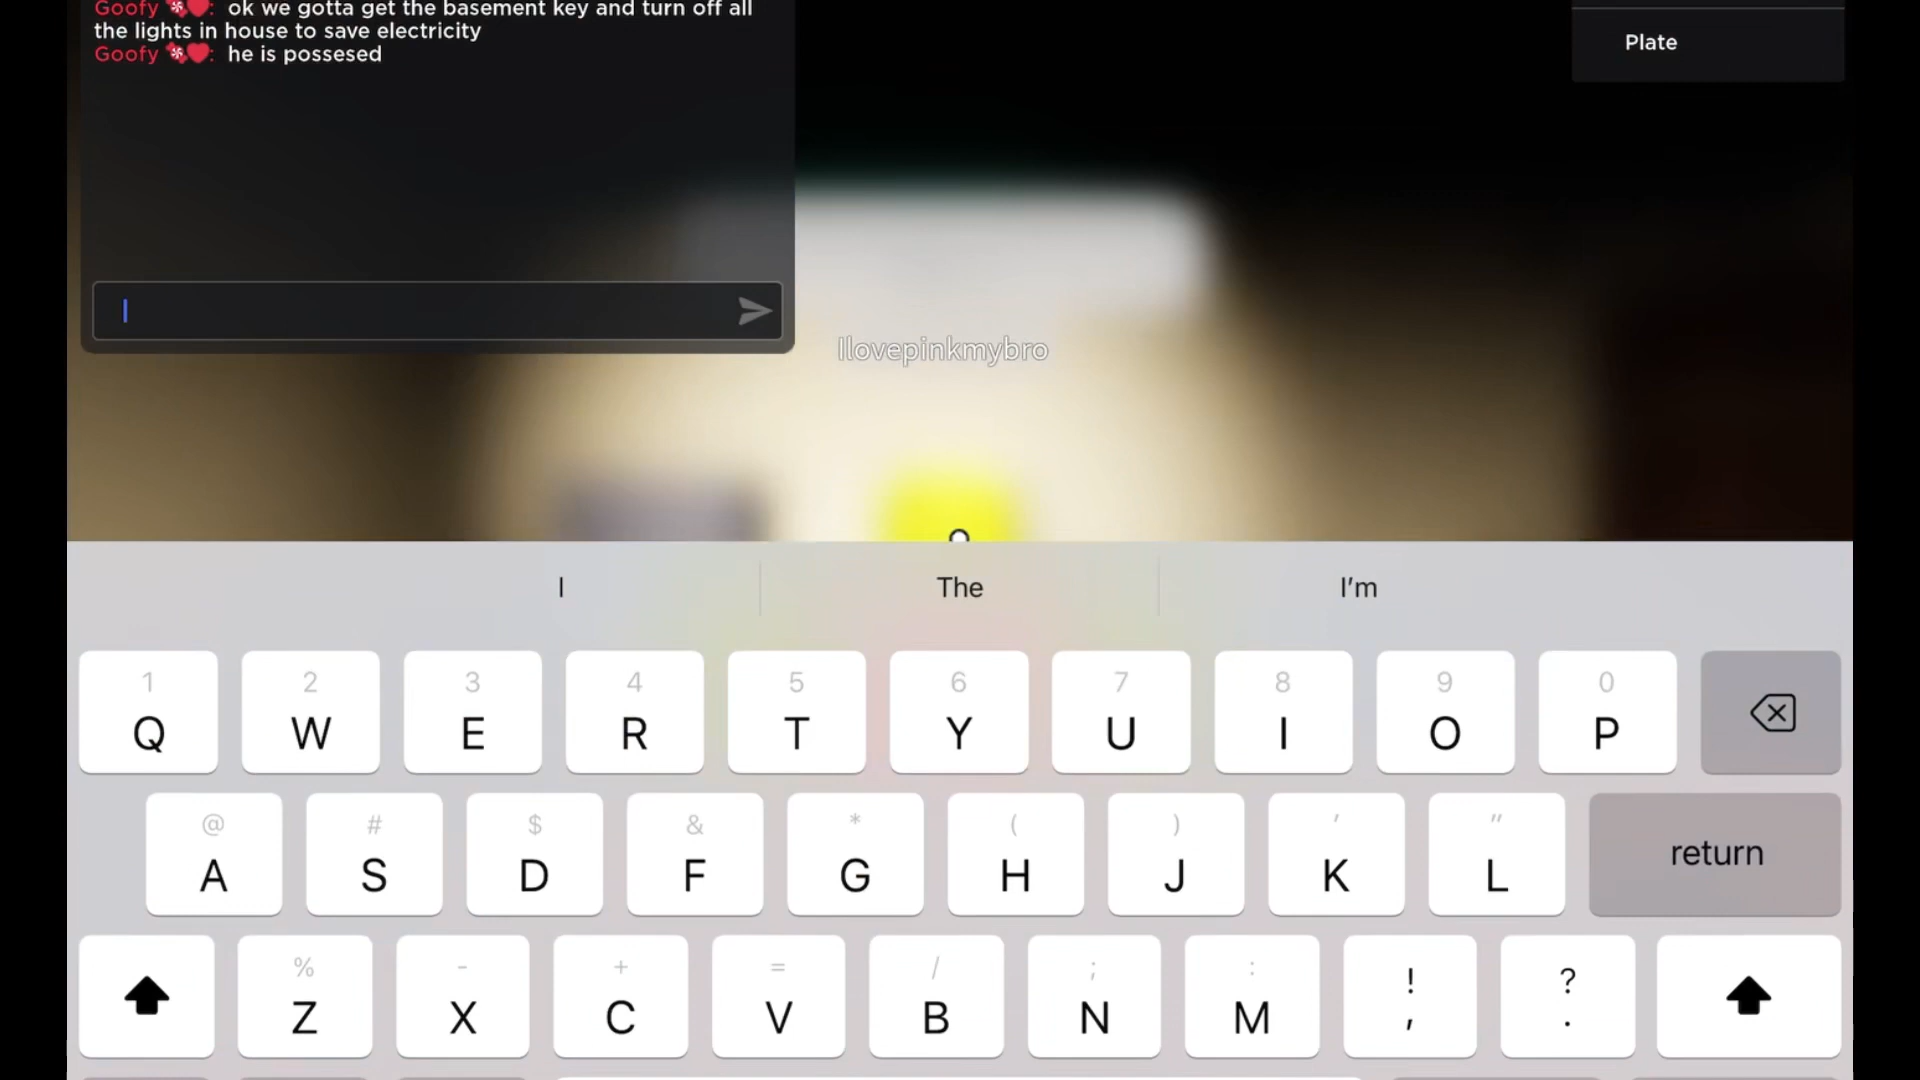 Goofy 🍬❤️: ok we gotta get the basement key and turn off all
the lights in house to save electricity
Goofy 🍬❤️: he is possesed
Plate
Ilovepinkmybro
I The I'm
1 2 3 4 5 6 7 8 9 0
Q W E R T Y U I O P
@ # $ & * ( ) ' "
A S D F G H J K L return
% - + = / ; : ! ?
Z X C V B N M , .